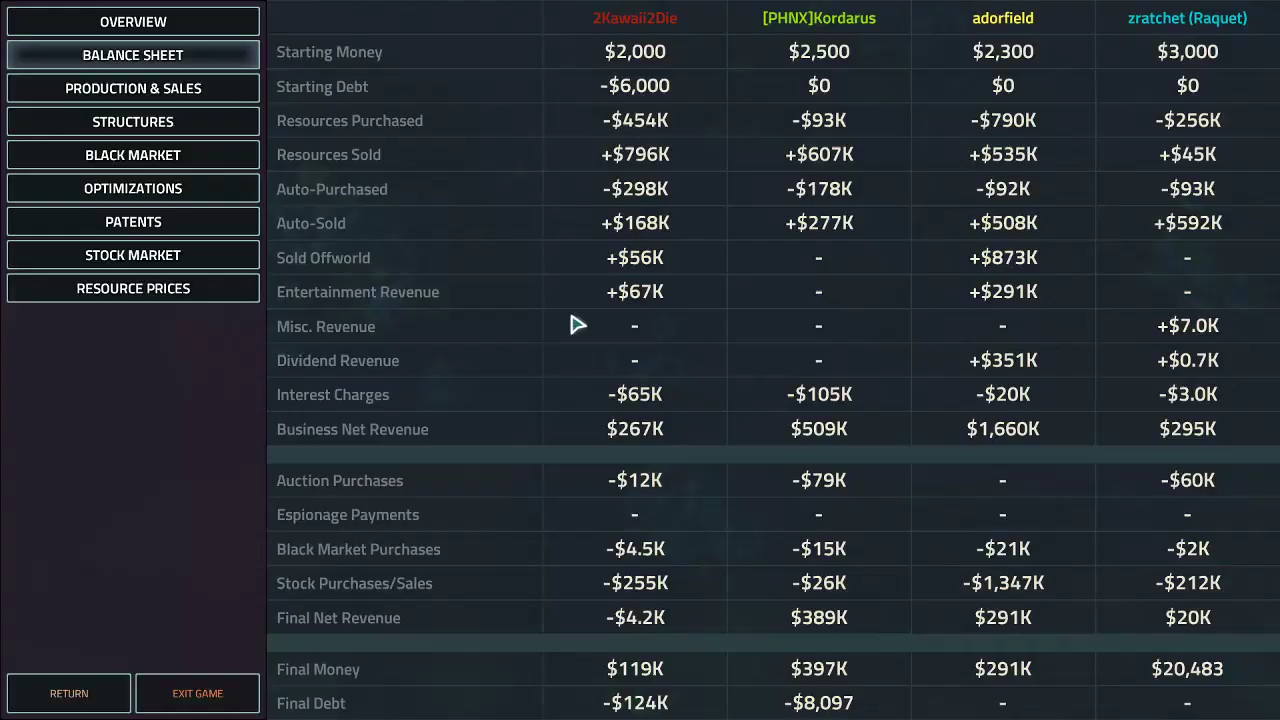 OVERVIEW
BALANCE SHEET
PRODUCTION & SALES
STRUCTURES
BLACK MARKET
OPTIMIZATIONS
PATENTS
STOCK MARKET
RESOURCE PRICES
RETURN
EXIT GAME
2Kawaii2Die [PHNX]Kordarus adorfield zratchet (Raquet)
Starting Money $2,000 $2,500 $2,300 $3,000
Starting Debt -$6,000 $0 $0 $0
Resources Purchased -$454K -$93K -$790K -$256K
Resources Sold +$796K +$607K +$535K +$45K
Auto-Purchased -$298K -$178K -$92K -$93K
Auto-Sold +$168K +$277K +$508K +$592K
Sold Offworld +$56K - +$873K -
Entertainment Revenue +$67K - +$291K -
Misc. Revenue - - - +$7.0K
Dividend Revenue - - +$351K +$0.7K
Interest Charges -$65K -$105K -$20K -$3.0K
Business Net Revenue $267K $509K $1,660K $295K
Auction Purchases -$12K -$79K - -$60K
Espionage Payments - - - -
Black Market Purchases -$4.5K -$15K -$21K -$2K
Stock Purchases/Sales -$255K -$26K -$1,347K -$212K
Final Net Revenue -$4.2K $389K $291K $20K
Final Money $119K $397K $291K $20,483
Final Debt -$124K -$8,097 - -